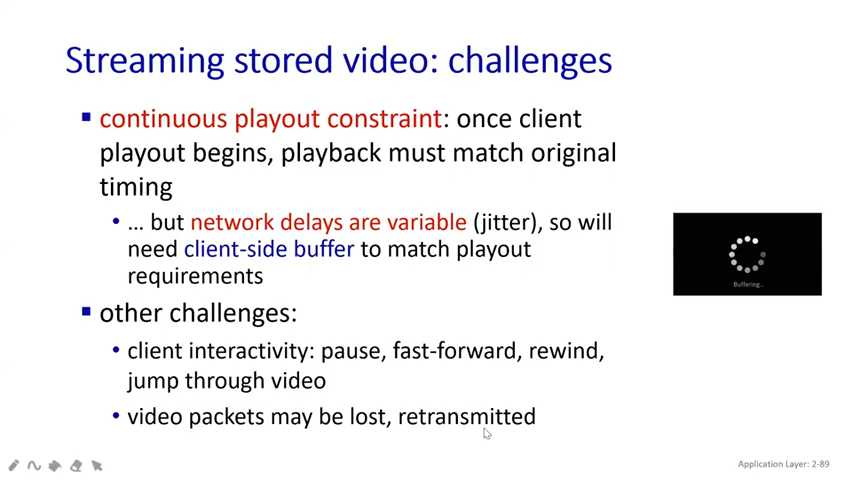 Streaming stored video: challenges
▪ continuous playout constraint: once client
playout begins, playback must match original
timing
• … but network delays are variable (jitter), so will
need client-side buffer to match playout
requirements
Buffering...
▪ other challenges:
• client interactivity: pause, fast-forward, rewind,
jump through video
• video packets may be lost, retransmitted
Application Layer: 2-89